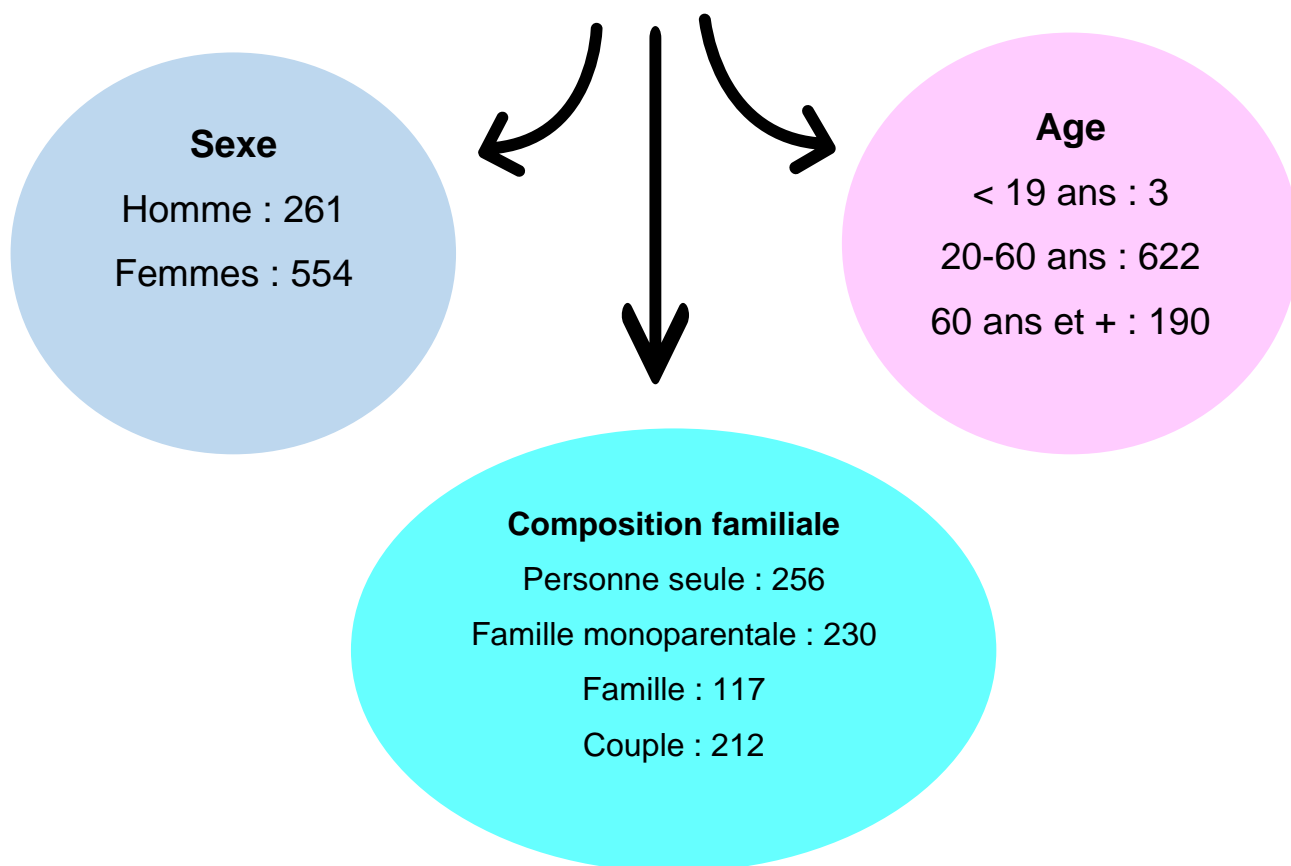 Sexe
Homme : 261
Femmes : 554
Age
< 19 ans : 3
20-60 ans : 622
60 ans et + : 190
Composition familiale
Personne seule : 256
Famille monoparentale : 230
Famille : 117
Couple : 212